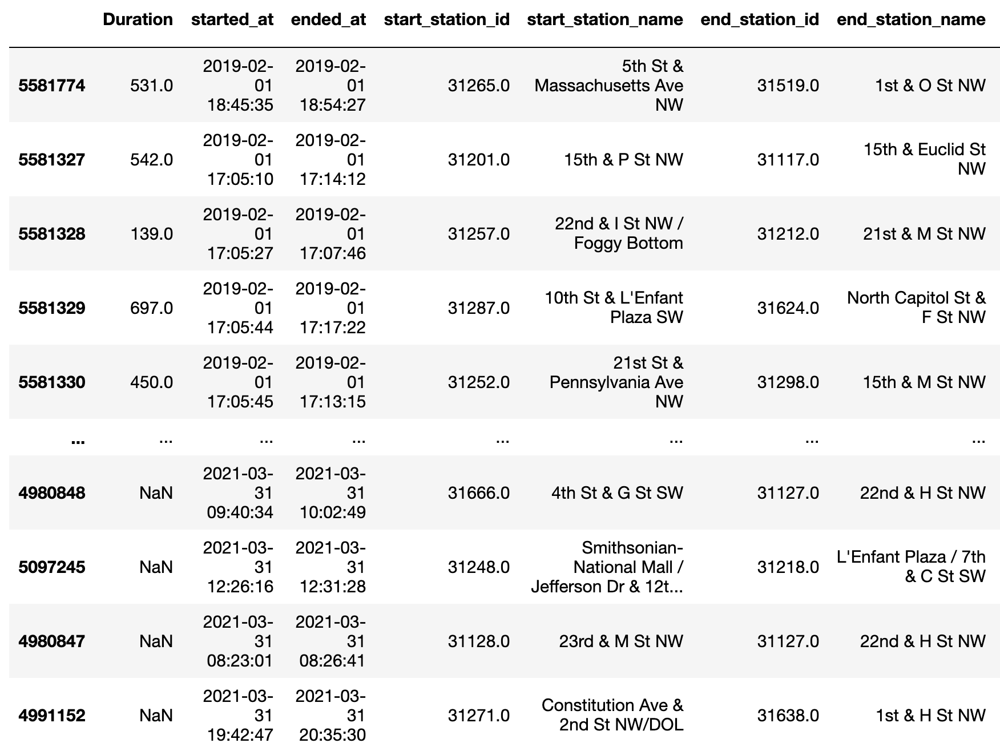 Duration started_at ended_at start_station_id start_station_name end_station_id end_station_name
5581774 531.0 2019-02-01 18:45:35 2019-02-01 18:54:27 31265.0 5th St & Massachusetts Ave NW 31519.0 1st & O St NW
5581327 542.0 2019-02-01 17:05:10 2019-02-01 17:14:12 31201.0 15th & P St NW 31117.0 15th & Euclid St NW
5581328 139.0 2019-02-01 17:05:27 2019-02-01 17:07:46 31257.0 22nd & I St NW / Foggy Bottom 31212.0 21st & M St NW
5581329 697.0 2019-02-01 17:05:44 2019-02-01 17:17:22 31287.0 10th St & L'Enfant Plaza SW 31624.0 North Capitol St & F St NW
5581330 450.0 2019-02-01 17:05:45 2019-02-01 17:13:15 31252.0 21st St & Pennsylvania Ave NW 31298.0 15th & M St NW
... ... ... ... ... ... ... ...
4980848 NaN 2021-03-31 09:40:34 2021-03-31 10:02:49 31666.0 4th St & G St SW 31127.0 22nd & H St NW
5097245 NaN 2021-03-31 12:26:16 2021-03-31 12:31:28 31248.0 Smithsonian-National Mall / Jefferson Dr & 12t... 31218.0 L'Enfant Plaza / 7th & C St SW
4980847 NaN 2021-03-31 08:23:01 2021-03-31 08:26:41 31128.0 23rd & M St NW 31127.0 22nd & H St NW
4991152 NaN 2021-03-31 19:42:47 2021-03-31 20:35:30 31271.0 Constitution Ave & 2nd St NW/DOL 31638.0 1st & H St NW